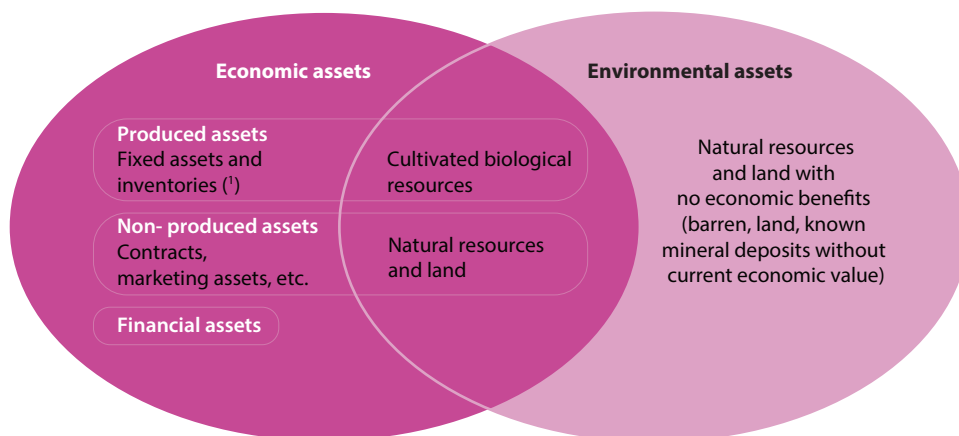 Economic assets
Environmental assets
Produced assets
Fixed assets and
inventories (¹)
Cultivated biological
resources
Non- produced assets
Contracts,
marketing assets, etc.
Natural resources
and land
Financial assets
Natural resources
and land with
no economic benefits
(barren, land, known
mineral deposits without
current economic value)